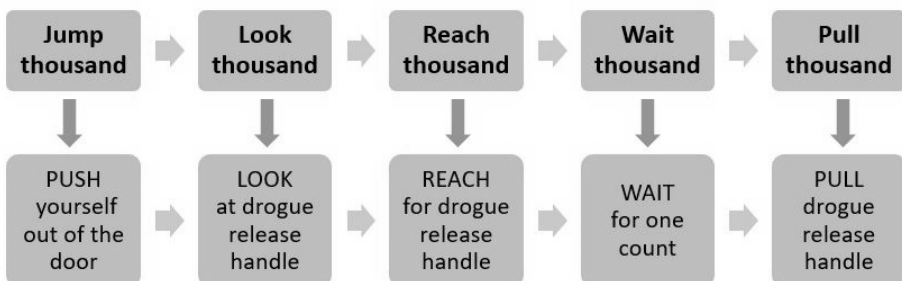 Jump
thousand
Look
thousand
Reach
thousand
Wait
thousand
Pull
thousand
PUSH
yourself
out of the
door
LOOK
at drogue
release
handle
REACH
for drogue
release
handle
WAIT
for one
count
PULL
drogue
release
handle